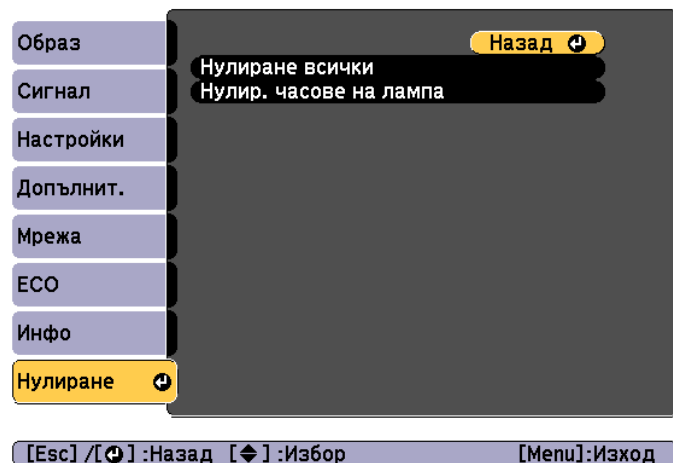 Образ
Сигнал
Настройки
Допълнит.
Мрежа
ECO
Инфо
Нулиране
Назад
Нулиране всички
Нулир. часове на лампа
[Esc] /[⏎] :Назад [◆] :Избор [Menu]:Изход